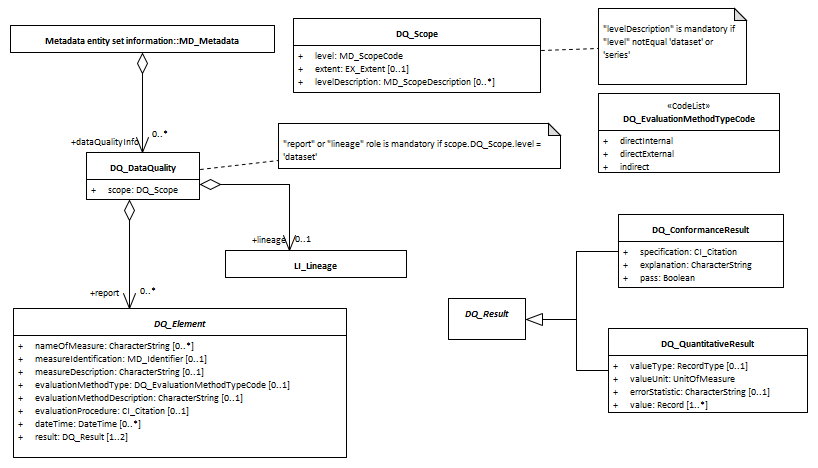 Metadata entity set information::MD_Metadata
DQ_Scope
+ level: MD_ScopeCode
+ extent: EX_Extent [0..1]
+ levelDescription: MD_ScopeDescription [0..*]
"levelDescription" is mandatory if
"level" notEqual 'dataset' or
'series'
«CodeList»
DQ_EvaluationMethodTypeCode
+ directInternal
+ directExternal
+ indirect
+dataQualityInfo
0..*
"report" or "lineage" role is mandatory if scope.DQ_Scope.level =
'dataset'
DQ_DataQuality
+ scope: DQ_Scope
+lineage
0..1
LI_Lineage
+report
0..*
DQ_Element
+ nameOfMeasure: CharacterString [0..*]
+ measureIdentification: MD_Identifier [0..1]
+ measureDescription: CharacterString [0..1]
+ evaluationMethodType: DQ_EvaluationMethodTypeCode [0..1]
+ evaluationMethodDescription: CharacterString [0..1]
+ evaluationProcedure: CI_Citation [0..1]
+ dateTime: DateTime [0..*]
+ result: DQ_Result [1..2]
DQ_Result
DQ_ConformanceResult
+ specification: CI_Citation
+ explanation: CharacterString
+ pass: Boolean
DQ_QuantitativeResult
+ valueType: RecordType [0..1]
+ valueUnit: UnitOfMeasure
+ errorStatistic: CharacterString [0..1]
+ value: Record [1..*]